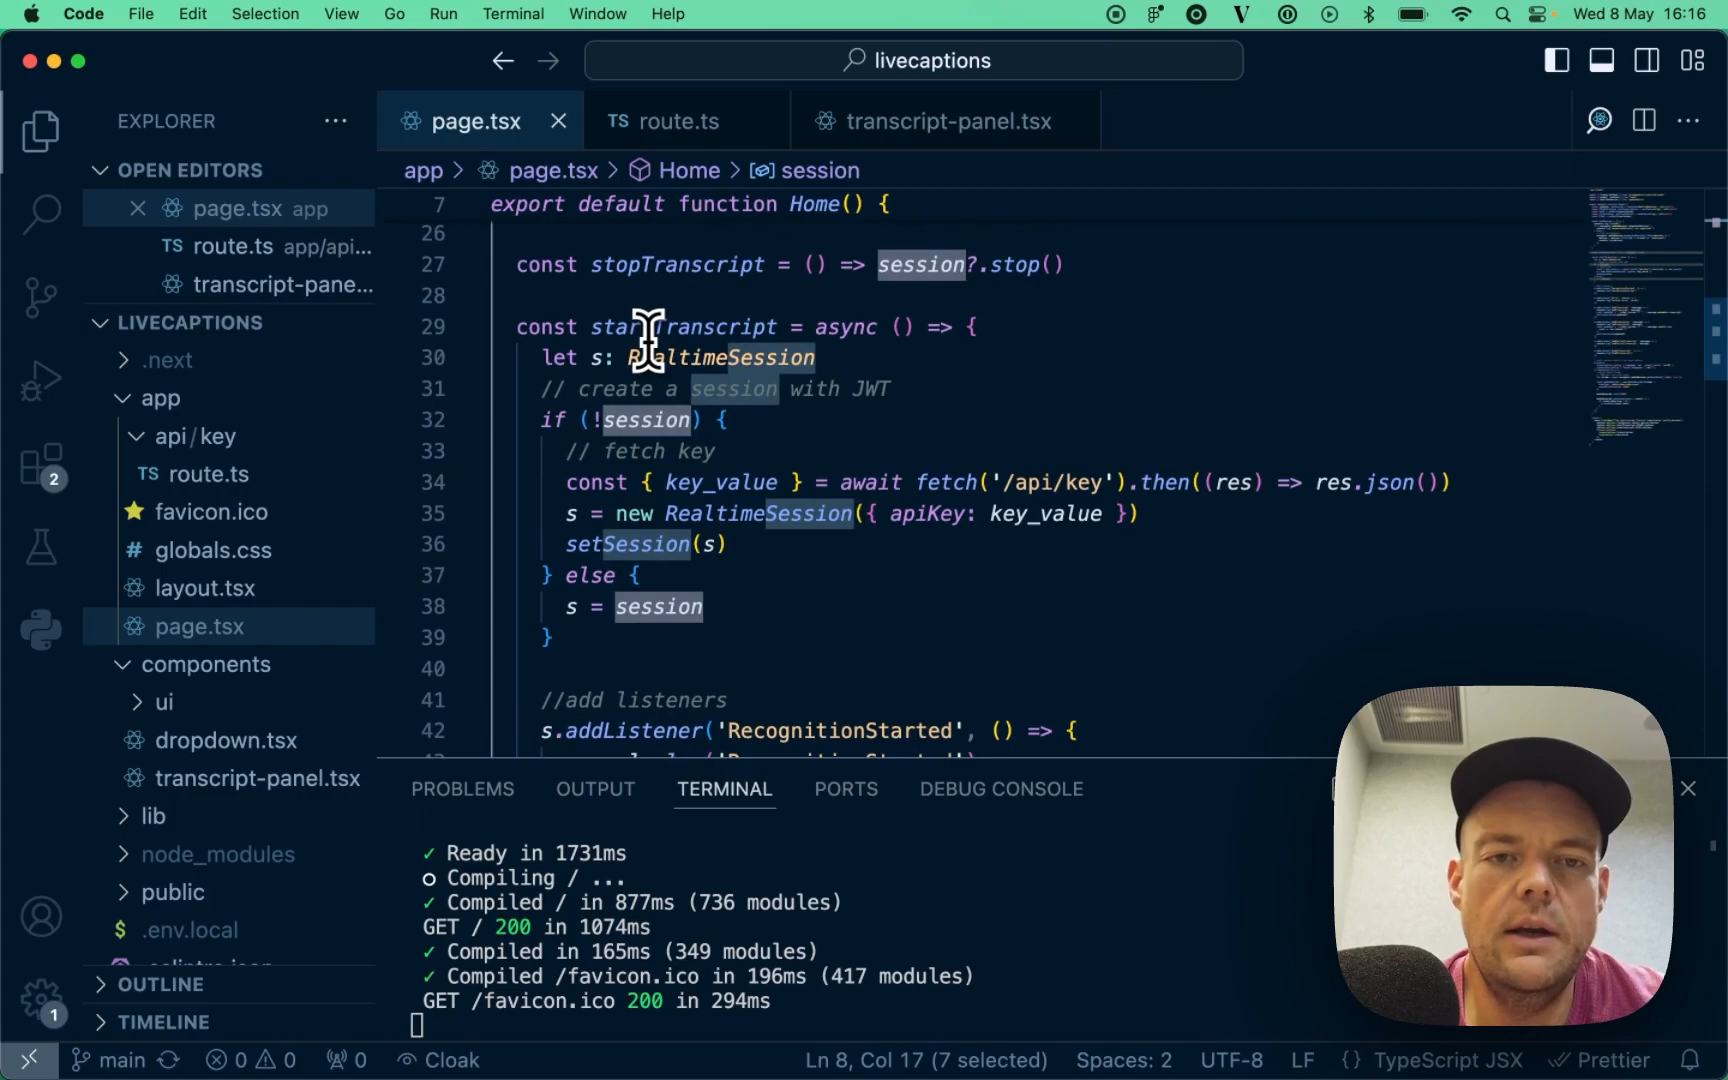 Code File Edit Selection View Go Run Terminal Window Help Wed 8 May 16:16
livecaptions
EXPLORER ...
page.tsx
TS route.ts
transcript-panel.tsx
...
OPEN EDITORS
page.tsx app
TS route.ts app/api...
transcript-pane...
LIVECAPTIONS
.next
app
api/key
TS route.ts
favicon.ico
# globals.css
layout.tsx
page.tsx
components
ui
dropdown.tsx
transcript-panel.tsx
lib
node_modules
public
$ .env.local
OUTLINE
TIMELINE
2
1
app > page.tsx > Home > session
7 export default function Home() {
26
27 const stopTranscript = () => session?.stop()
28
29 const startTranscript = async () => {
30 let s: RealtimeSession
31 // create a session with JWT
32 if (!session) {
33 // fetch key
34 const { key_value } = await fetch('/api/key').then((res) => res.json())
35 s = new RealtimeSession({ apiKey: key_value })
36 setSession(s)
37 } else {
38 s = session
39 }
40
41 //add listeners
42 s.addListener('RecognitionStarted', () => {
PROBLEMS OUTPUT TERMINAL PORTS DEBUG CONSOLE
✓ Ready in 1731ms
○ Compiling / ...
✓ Compiled / in 877ms (736 modules)
GET / 200 in 1074ms
✓ Compiled in 165ms (349 modules)
✓ Compiled /favicon.ico in 196ms (417 modules)
GET /favicon.ico 200 in 294ms
main 0 0 0 Cloak Ln 8, Col 17 (7 selected) Spaces: 2 UTF-8 LF {} TypeScript JSX Prettier